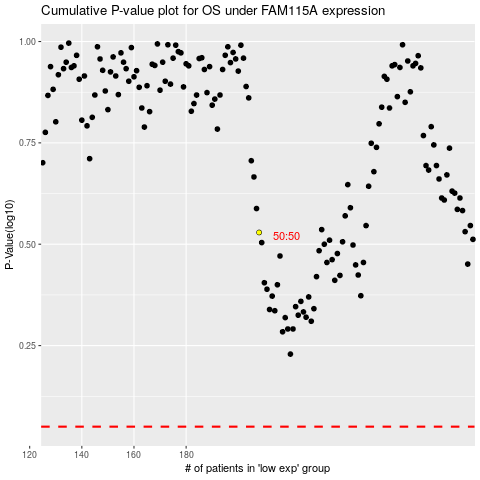 Cumulative P-value plot for OS under FAM115A expression
P-Value(log10)
1.00
0.75
0.50
0.25
50:50
120 140 160 180
# of patients in 'low exp' group